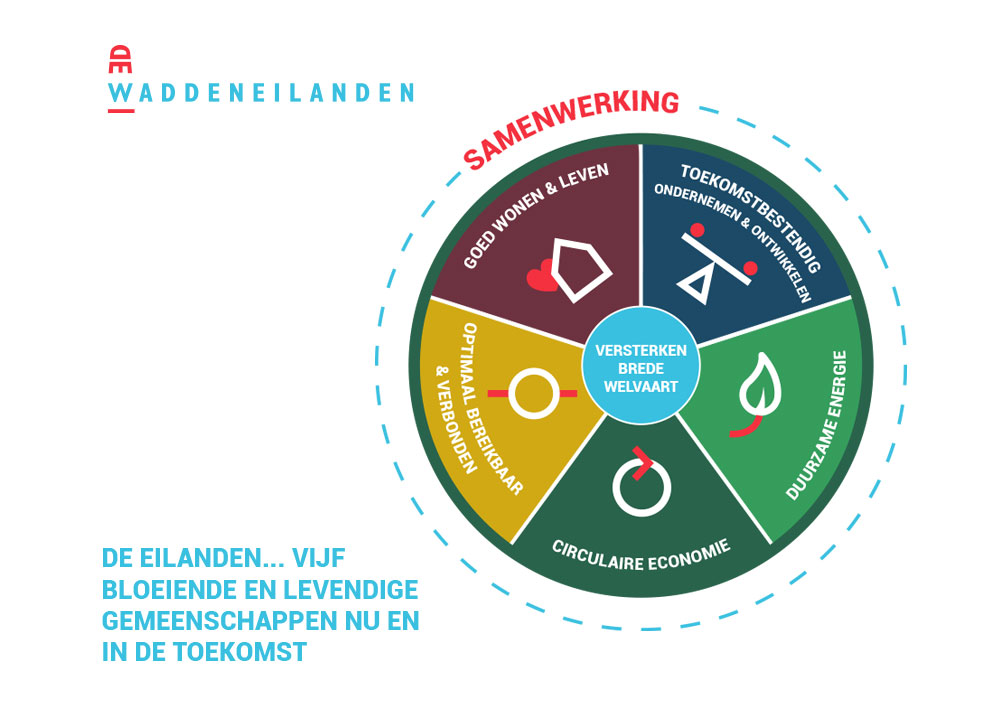 DE
WADDENEILANDEN
SAMENWERKING
GOED WONEN & LEVEN
TOEKOMSTBESTENDIG
ONDERNEMEN & ONTWIKKELEN
OPTIMAAL BEREIKBAAR
& VERBONDEN
VERSTERKEN
BREDE
WELVAART
DUURZAME ENERGIE
CIRCULAIRE ECONOMIE
DE EILANDEN... VIJF
BLOEIENDE EN LEVENDIGE
GEMEENSCHAPPEN NU EN
IN DE TOEKOMST